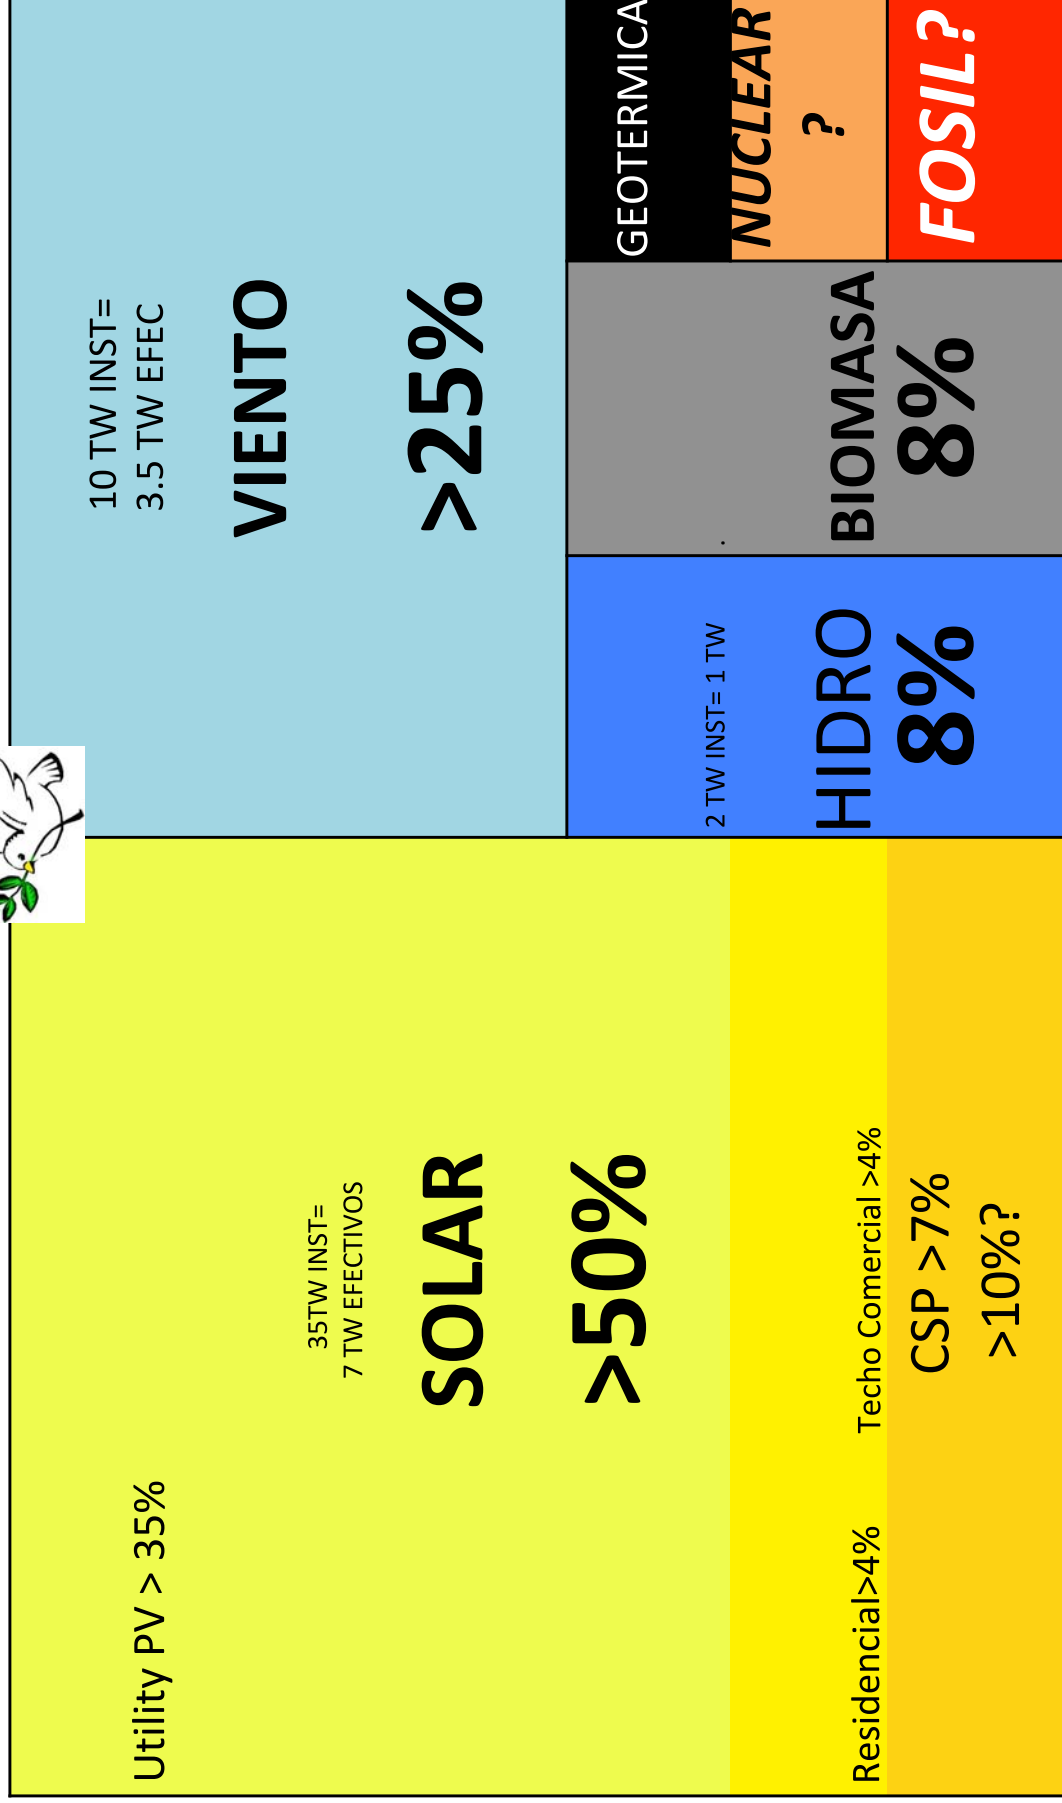 Utility PV > 35%
35TW INST=
7 TW EFECTIVOS
SOLAR
>50%
Residencial>4%
Techo Comercial >4%
CSP >7%
>10%?
10 TW INST=
3.5 TW EFEC
VIENTO
>25%
2 TW INST= 1 TW
HIDRO
8%
.
BIOMASA
8%
GEOTERMICA
NUCLEAR
?
FOSIL?